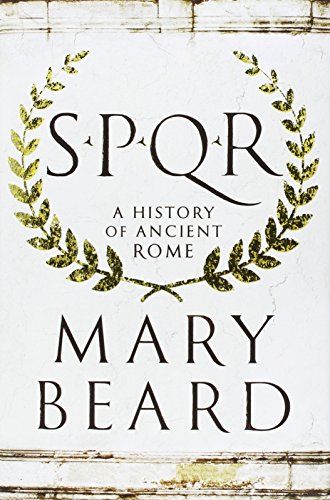 S·P·Q·R
A HISTORY
OF ANCIENT
ROME
MARY
BEARD